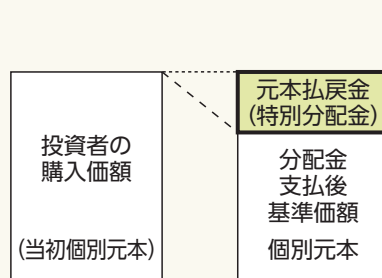 投資者の
購入価額
(当初個別元本)
元本払戻金
(特別分配金)
分配金
支払後
基準価額
個別元本